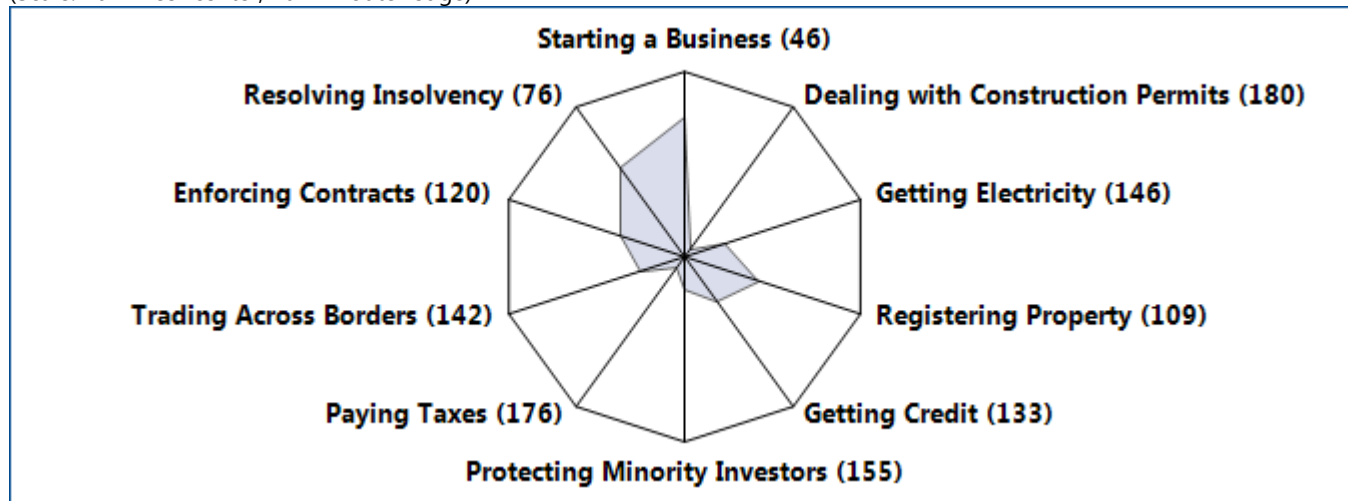 Starting a Business (46)
Resolving Insolvency (76)
Dealing with Construction Permits (180)
Enforcing Contracts (120)
Getting Electricity (146)
Trading Across Borders (142)
Registering Property (109)
Paying Taxes (176)
Getting Credit (133)
Protecting Minority Investors (155)